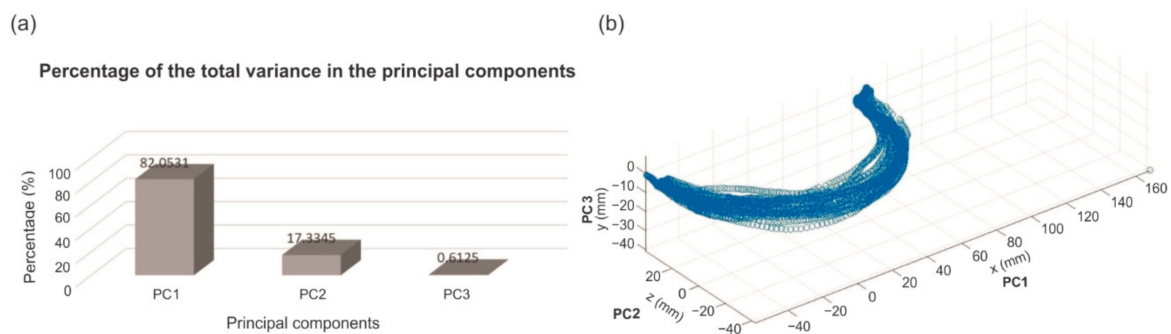 (a)
Percentage of the total variance in the principal components
Percentage (%)
100
80
60
40
20
0
82.0531
17.3345
0.6125
PC1 PC2 PC3
Principal components
(b)
PC3
y (mm)
0
−10
−20
−30
−40
PC2
z (mm)
20
0
−20
−40
−40 −20 0 20 40 60 80 100 120 140 160
x (mm)
PC1